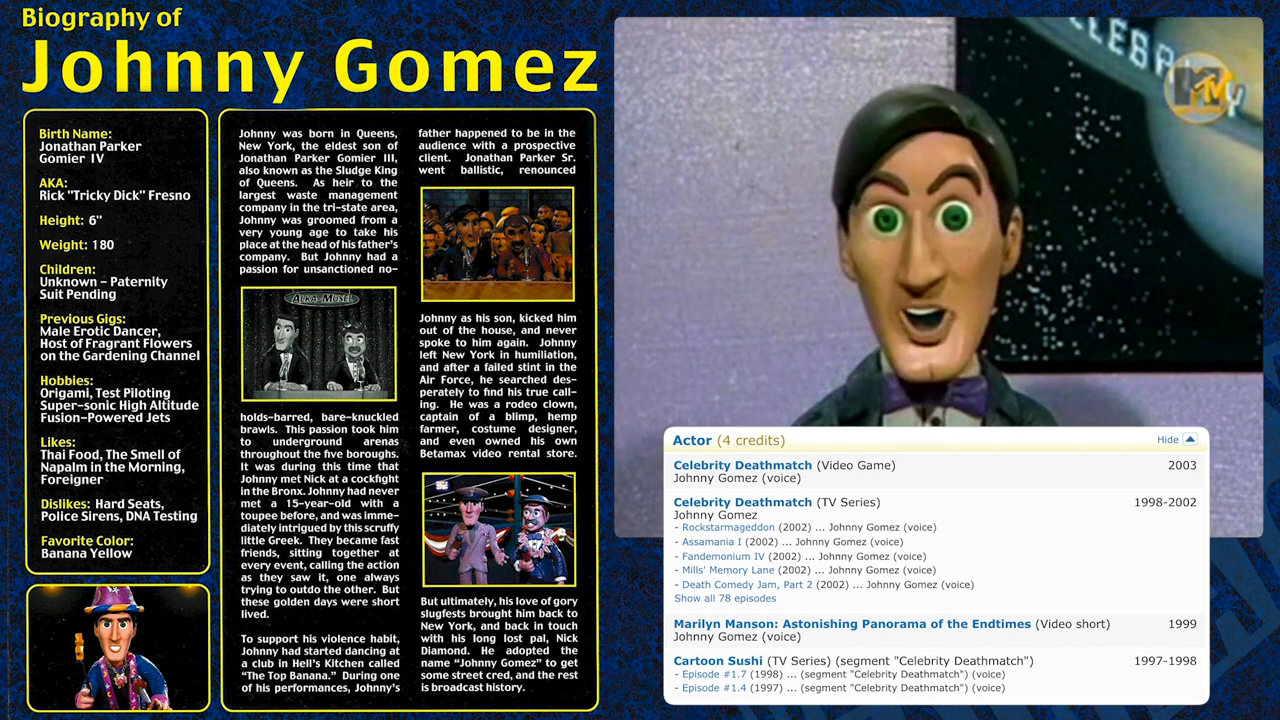 Biography of
Johnny Gomez
Birth Name:
Jonathan Parker
Gomier IV
AKA:
Rick "Tricky Dick" Fresno
Height: 6"
Weight: 180
Children:
Unknown - Paternity
Suit Pending
Previous Gigs:
Male Erotic Dancer,
Host of Fragrant Flowers
on the Gardening Channel
Hobbies:
Origami, Test Piloting
Super-sonic High Altitude
Fusion-Powered Jets
Likes:
Thai Food, The Smell of
Napalm in the Morning,
Foreigner
Dislikes: Hard Seats,
Police Sirens, DNA Testing
Favorite Color:
Banana Yellow
Johnny was born in Queens,
New York, the eldest son of
Jonathan Parker Gomier III,
also known as the Sludge King
of Queens. As heir to the
largest waste management
company in the tri-state area,
Johnny was groomed from a
very young age to take his
place at the head of his father's
company. But Johnny had a
passion for unsanctioned no-
ALKA-MUSEL
holds-barred, bare-knuckled
brawls. This passion took him
to underground arenas
throughout the five boroughs.
It was during this time that
Johnny met Nick at a cockfight
in the Bronx. Johnny had never
met a 15-year-old with a
toupee before, and was imme-
diately intrigued by this scruffy
little Greek. They became fast
friends, sitting together at
every event, calling the action
as they saw it, one always
trying to outdo the other. But
these golden days were short
lived.
To support his violence habit,
Johnny had started dancing at
a club in Hell's Kitchen called
"The Top Banana." During one
of his performances, Johnny's
father happened to be in the
audience with a prospective
client. Jonathan Parker Sr.
went ballistic, renounced
Johnny as his son, kicked him
out of the house, and never
spoke to him again. Johnny
left New York in humiliation,
and after a failed stint in the
Air Force, he searched des-
perately to find his true call-
ing. He was a rodeo clown,
captain of a blimp, hemp
farmer, costume designer,
and even owned his own
Betamax video rental store.
But ultimately, his love of gory
slugfests brought him back to
New York, and back in touch
with his long lost pal, Nick
Diamond. He adopted the
name "Johnny Gomez" to get
some street cred, and the rest
is broadcast history.
CELEBRITY
MTV
Actor (4 credits) Hide
Celebrity Deathmatch (Video Game) 2003
Johnny Gomez (voice)
Celebrity Deathmatch (TV Series) 1998-2002
Johnny Gomez
- Rockstarmageddon (2002) ... Johnny Gomez (voice)
- Assamania I (2002) ... Johnny Gomez (voice)
- Fandemonium IV (2002) ... Johnny Gomez (voice)
- Mills' Memory Lane (2002) ... Johnny Gomez (voice)
- Death Comedy Jam, Part 2 (2002) ... Johnny Gomez (voice)
Show all 78 episodes
Marilyn Manson: Astonishing Panorama of the Endtimes (Video short) 1999
Johnny Gomez (voice)
Cartoon Sushi (TV Series) (segment "Celebrity Deathmatch") 1997-1998
- Episode #1.7 (1998) ... (segment "Celebrity Deathmatch") (voice)
- Episode #1.4 (1997) ... (segment "Celebrity Deathmatch") (voice)